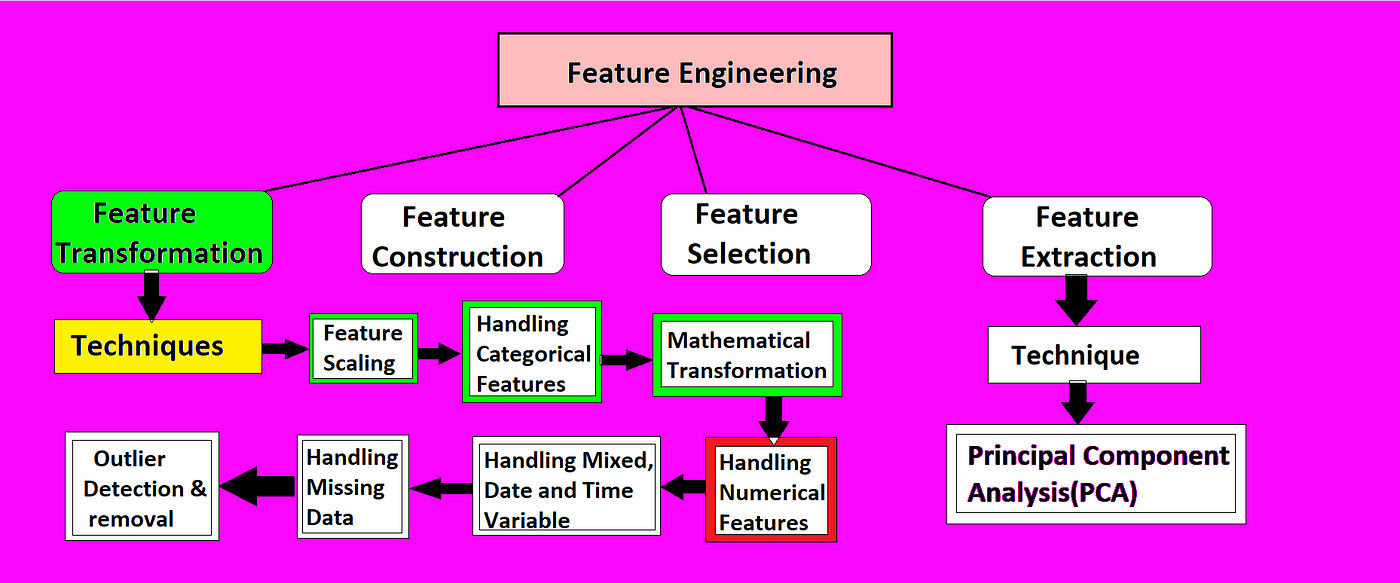 Feature Engineering
Feature
Transformation
Feature
Construction
Feature
Selection
Feature
Extraction
Techniques
Feature
Scaling
Handling
Categorical
Features
Mathematical
Transformation
Handling
Numerical
Features
Handling Mixed,
Date and Time
Variable
Handling
Missing
Data
Outlier
Detection &
removal
Technique
Principal Component
Analysis(PCA)